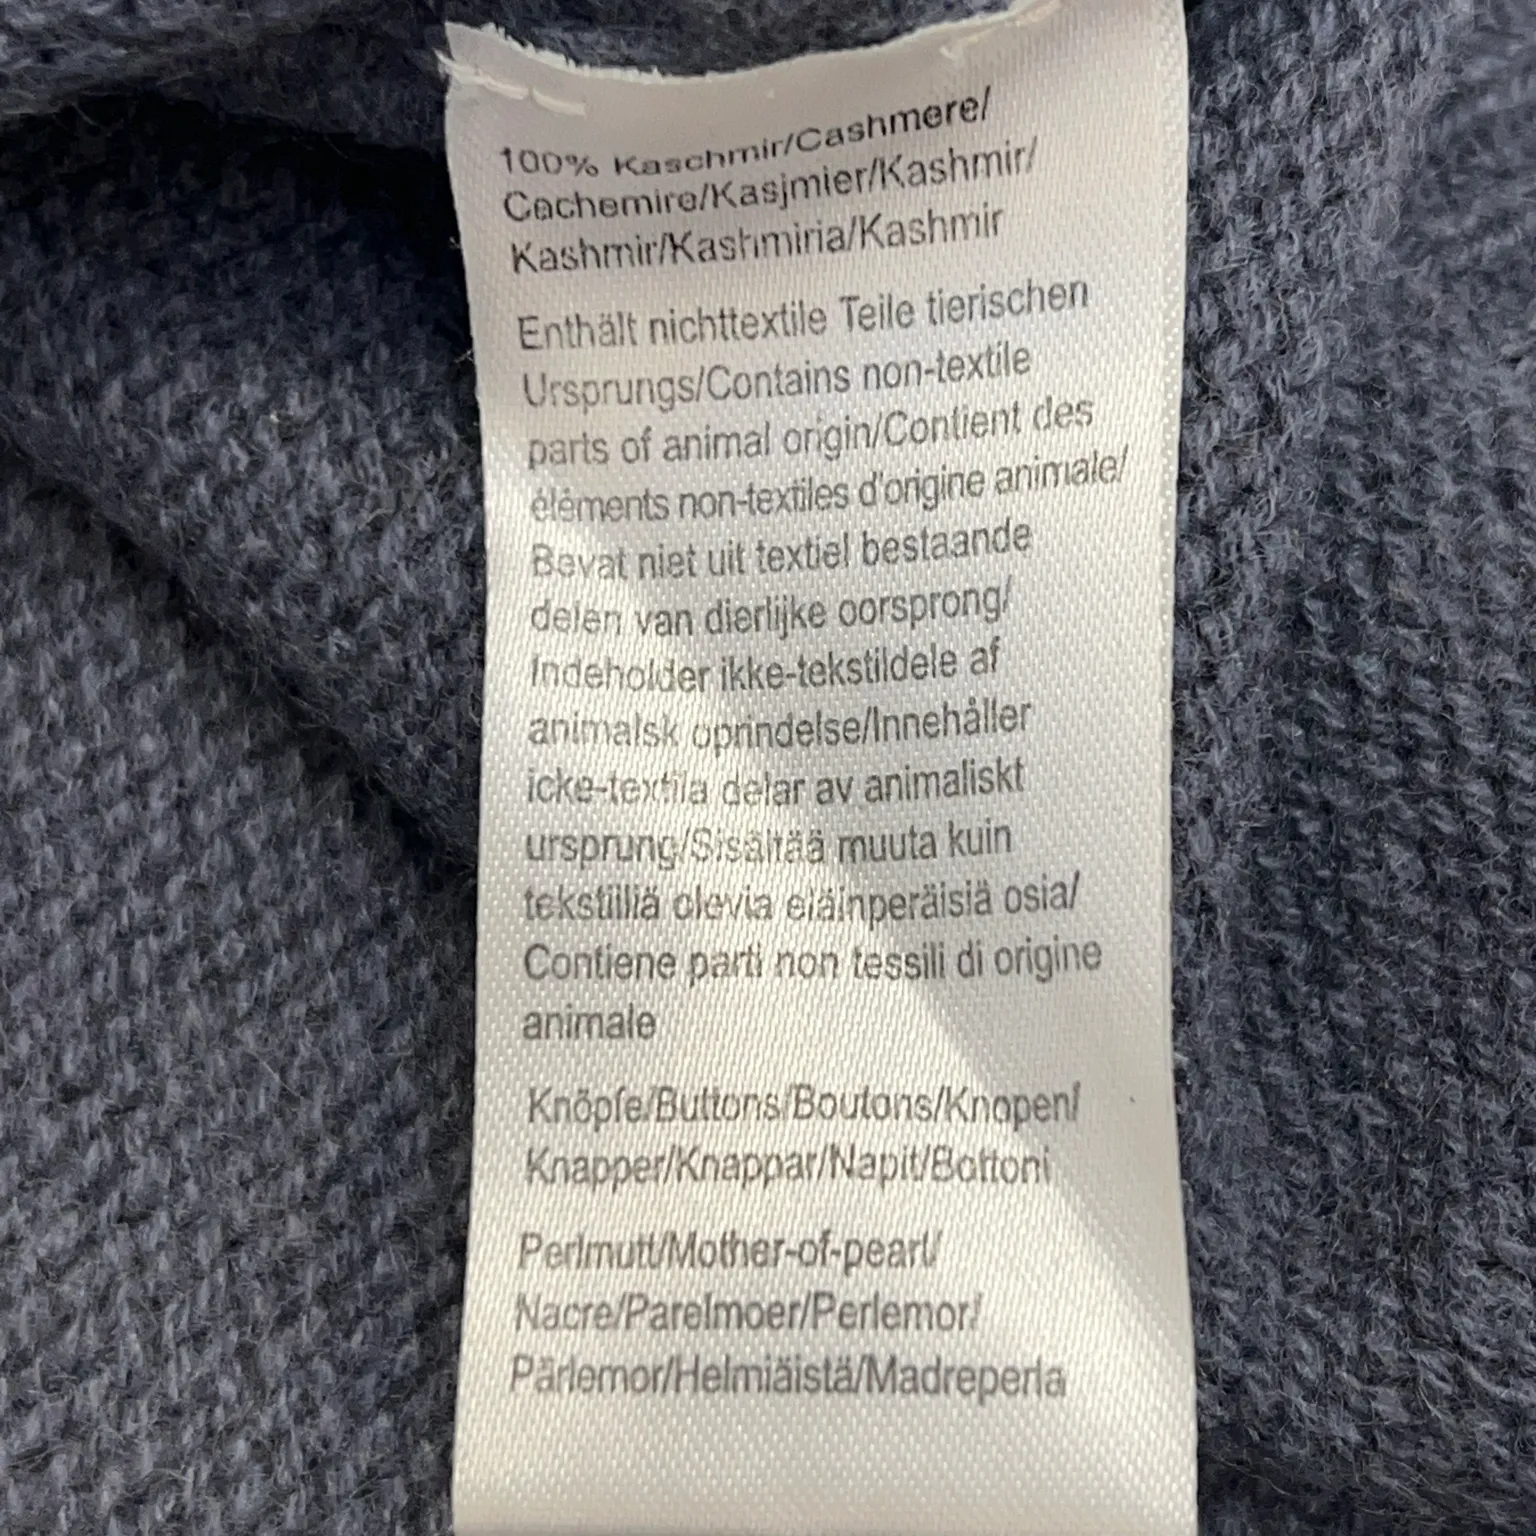 100% Kaschmir/Cashmere/
Cachemire/Kasjmier/Kashmir/
Kashmir/Kashmiria/Kashmir
Enthält nichttextile Teile tierischen
Ursprungs/Contains non-textile
parts of animal origin/Contient des
éléments non-textiles d'origine animale/
Bevat niet uit textiel bestaande
delen van dierlijke oorsprong/
Indeholder ikke-tekstildele af
animalsk oprindelse/Innehåller
icke-textila delar av animaliskt
ursprung/Sisältää muuta kuin
tekstiiliä olevia eläinperäisiä osia/
Contiene parti non tessili di origine
animale
Knöpfe/Buttons/Boutons/Knopen/
Knapper/Knappar/Napit/Bottoni
Perlmutt/Mother-of-pearl/
Nacre/Parelmoer/Perlemor/
Pärlemor/Helmiäistä/Madreperla